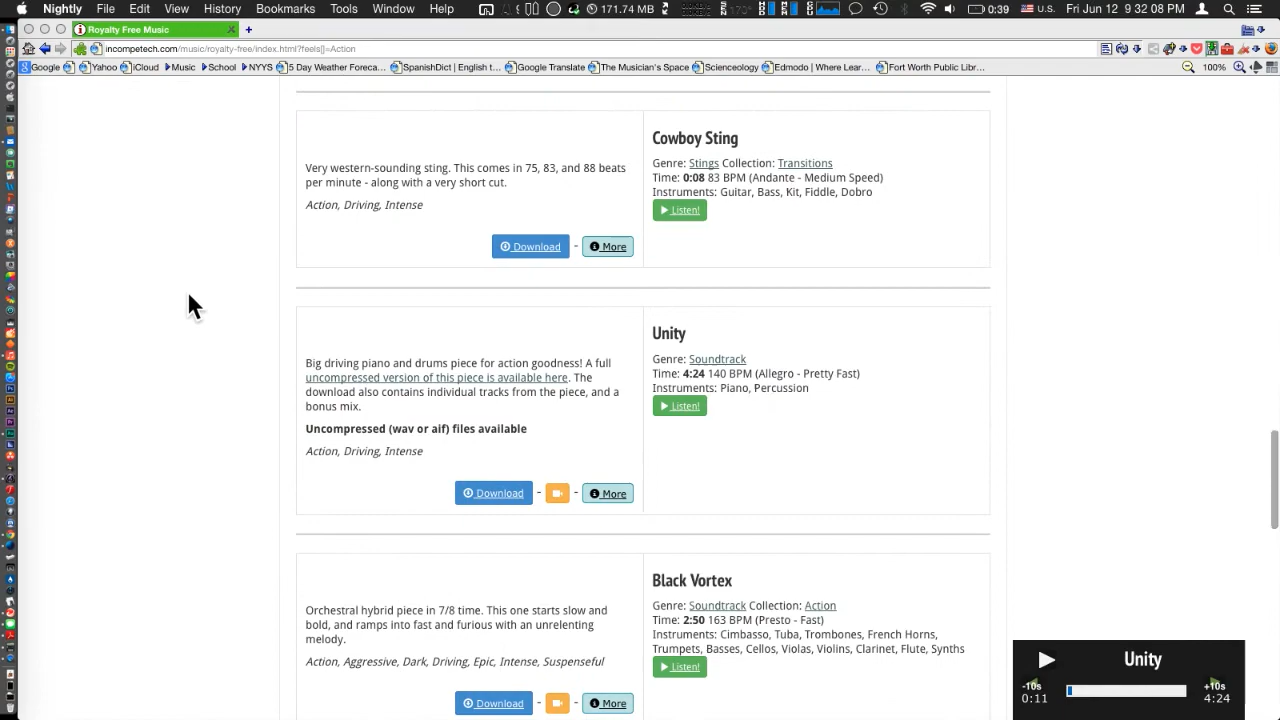 Nightly File Edit View History Bookmarks Tools Window Help 171.74 MB 0:39 U.S. Fri Jun 12 9:32:08 PM
Royalty Free Music
incompetech.com/music/royalty-free/index.html?feels[]=Action
Google Yahoo iCloud Music School NYYS 5 Day Weather Foreca... SpanishDict | English t... Google Translate The Musician's Space Scienceology Edmodo | Where Lear... Fort Worth Public Libr...
100%
Cowboy Sting
Very western-sounding sting. This comes in 75, 83, and 88 beats
per minute - along with a very short cut.
Action, Driving, Intense
Download - More
Genre: Stings Collection: Transitions
Time: 0:08 83 BPM (Andante - Medium Speed)
Instruments: Guitar, Bass, Kit, Fiddle, Dobro
Listen!
Unity
Big driving piano and drums piece for action goodness! A full
uncompressed version of this piece is available here. The
download also contains individual tracks from the piece, and a
bonus mix.
Uncompressed (wav or aif) files available
Action, Driving, Intense
Download - - More
Genre: Soundtrack
Time: 4:24 140 BPM (Allegro - Pretty Fast)
Instruments: Piano, Percussion
Listen!
Black Vortex
Orchestral hybrid piece in 7/8 time. This one starts slow and
bold, and ramps into fast and furious with an unrelenting
melody.
Action, Aggressive, Dark, Driving, Epic, Intense, Suspenseful
Download - - More
Genre: Soundtrack Collection: Action
Time: 2:50 163 BPM (Presto - Fast)
Instruments: Cimbasso, Tuba, Trombones, French Horns,
Trumpets, Basses, Cellos, Violas, Violins, Clarinet, Flute, Synths
Listen!
Unity
-10s +10s
0:11 4:24